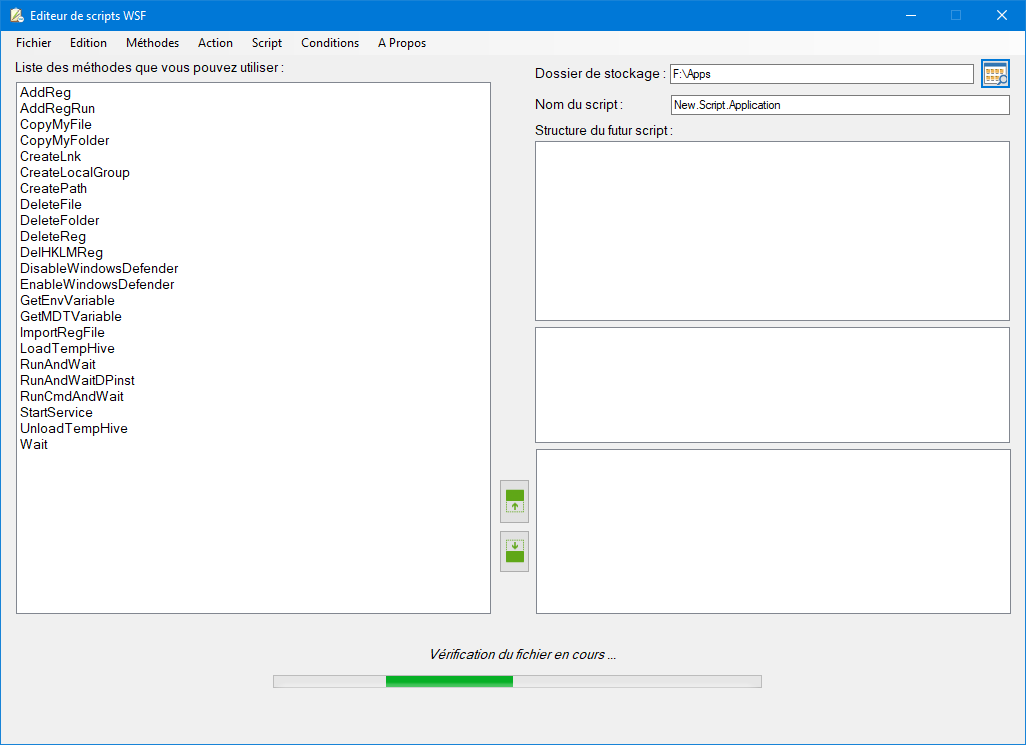 Editeur de scripts WSF
Fichier Edition Méthodes Action Script Conditions A Propos
Liste des méthodes que vous pouvez utiliser :
AddReg
AddRegRun
CopyMyFile
CopyMyFolder
CreateLnk
CreateLocalGroup
CreatePath
DeleteFile
DeleteFolder
DeleteReg
DelHKLMReg
DisableWindowsDefender
EnableWindowsDefender
GetEnvVariable
GetMDTVariable
ImportRegFile
LoadTempHive
RunAndWait
RunAndWaitDPinst
RunCmdAndWait
StartService
UnloadTempHive
Wait
Dossier de stockage : F:\Apps
Nom du script : New.Script.Application
Structure du futur script :
Vérification du fichier en cours ...